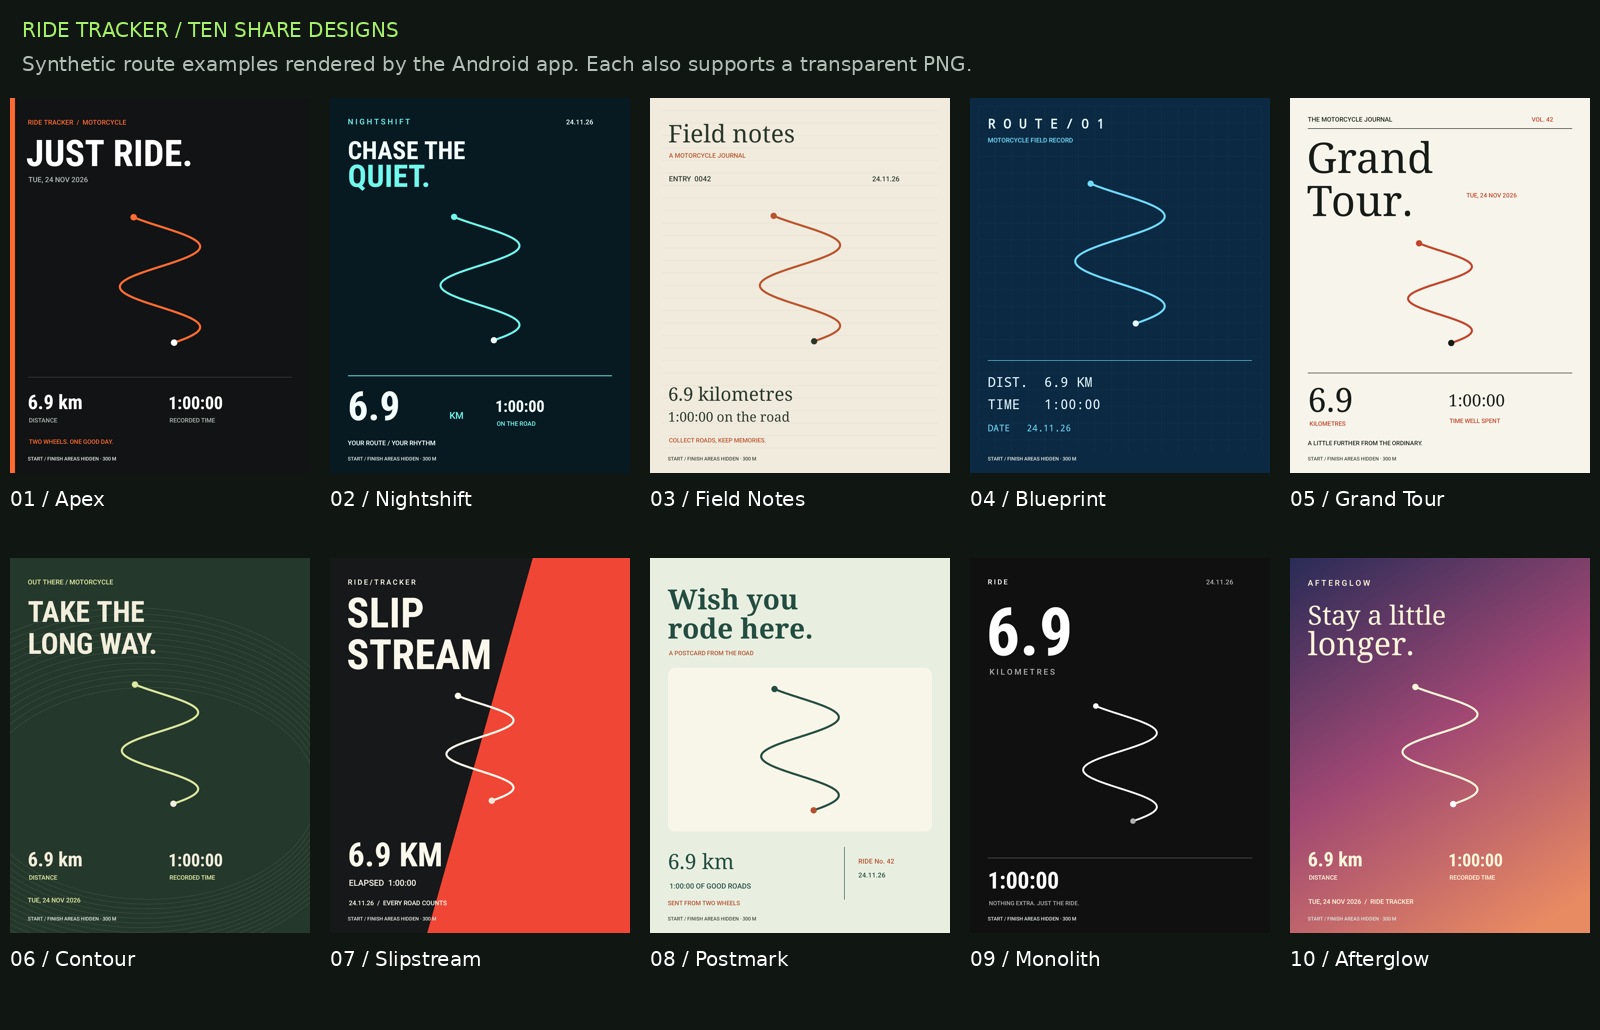 RIDE TRACKER / TEN SHARE DESIGNS
Synthetic route examples rendered by the Android app. Each also supports a transparent PNG.
RIDE TRACKER / MOTORCYCLE
JUST RIDE.
TUE, 24 NOV 2026
6.9 km
1:00:00
DISTANCE
RECORDED TIME
TWO WHEELS. ONE GOOD DAY.
START / FINISH AREAS HIDDEN · 300 M
01 / Apex
NIGHTSHIFT
24.11.26
CHASE THE
QUIET.
6.9
KM
1:00:00
ON THE ROAD
YOUR ROUTE / YOUR RHYTHM
START / FINISH AREAS HIDDEN · 300 M
02 / Nightshift
Field notes
A MOTORCYCLE JOURNAL
ENTRY 0042
24.11.26
6.9 kilometres
1:00:00 on the road
COLLECT ROADS, KEEP MEMORIES.
START / FINISH AREAS HIDDEN · 300 M
03 / Field Notes
ROUTE/01
MOTORCYCLE FIELD RECORD
DIST. 6.9 KM
TIME 1:00:00
DATE 24.11.26
START / FINISH AREAS HIDDEN · 300 M
04 / Blueprint
THE MOTORCYCLE JOURNAL
VOL. 42
Grand
Tour.
TUE, 24 NOV 2026
6.9
1:00:00
KILOMETRES
TIME WELL SPENT
A LITTLE FURTHER FROM THE ORDINARY.
START / FINISH AREAS HIDDEN · 300 M
05 / Grand Tour
OUT THERE / MOTORCYCLE
TAKE THE
LONG WAY.
6.9 km
1:00:00
DISTANCE
RECORDED TIME
TUE, 24 NOV 2026
START / FINISH AREAS HIDDEN · 300 M
06 / Contour
RIDE/TRACKER
SLIP
STREAM
6.9 KM
ELAPSED 1:00:00
24.11.26 / EVERY ROAD COUNTS
START / FINISH AREAS HIDDEN · 300 M
07 / Slipstream
Wish you
rode here.
A POSTCARD FROM THE ROAD
6.9 km
RIDE No. 42
24.11.26
1:00:00 OF GOOD ROADS
SENT FROM TWO WHEELS
START / FINISH AREAS HIDDEN · 300 M
08 / Postmark
RIDE
24.11.26
6.9
KILOMETRES
1:00:00
NOTHING EXTRA. JUST THE RIDE.
START / FINISH AREAS HIDDEN · 300 M
09 / Monolith
AFTERGLOW
Stay a little
longer.
6.9 km
1:00:00
DISTANCE
RECORDED TIME
TUE, 24 NOV 2026 / RIDE TRACKER
START / FINISH AREAS HIDDEN · 300 M
10 / Afterglow